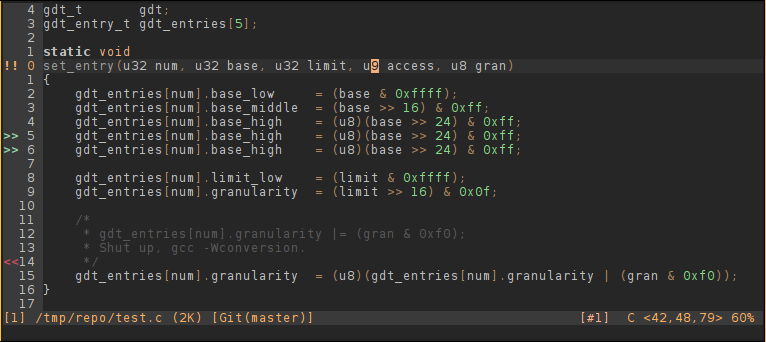 4 gdt_t       gdt;
3 gdt_entry_t gdt_entries[5];
2
1 static void
!! 0 set_entry(u32 num, u32 base, u32 limit, u9 access, u8 gran)
1 {
2     gdt_entries[num].base_low     = (base & 0xffff);
3     gdt_entries[num].base_middle  = (base >> 16) & 0xff;
4     gdt_entries[num].base_high    = (u8)(base >> 24) & 0xff;
>> 5     gdt_entries[num].base_high    = (u8)(base >> 24) & 0xff;
>> 6     gdt_entries[num].base_high    = (u8)(base >> 24) & 0xff;
7
8     gdt_entries[num].limit_low    = (limit & 0xffff);
9     gdt_entries[num].granularity  = (limit >> 16) & 0x0f;
10
11     /*
12      * gdt_entries[num].granularity |= (gran & 0xf0);
13      * Shut up, gcc -Wconversion.
<<14      */
15     gdt_entries[num].granularity  = (u8)(gdt_entries[num].granularity | (gran & 0xf0));
16 }
17
[1] /tmp/repo/test.c (2K) [Git(master)] [#1]  C <42,48,79> 60%